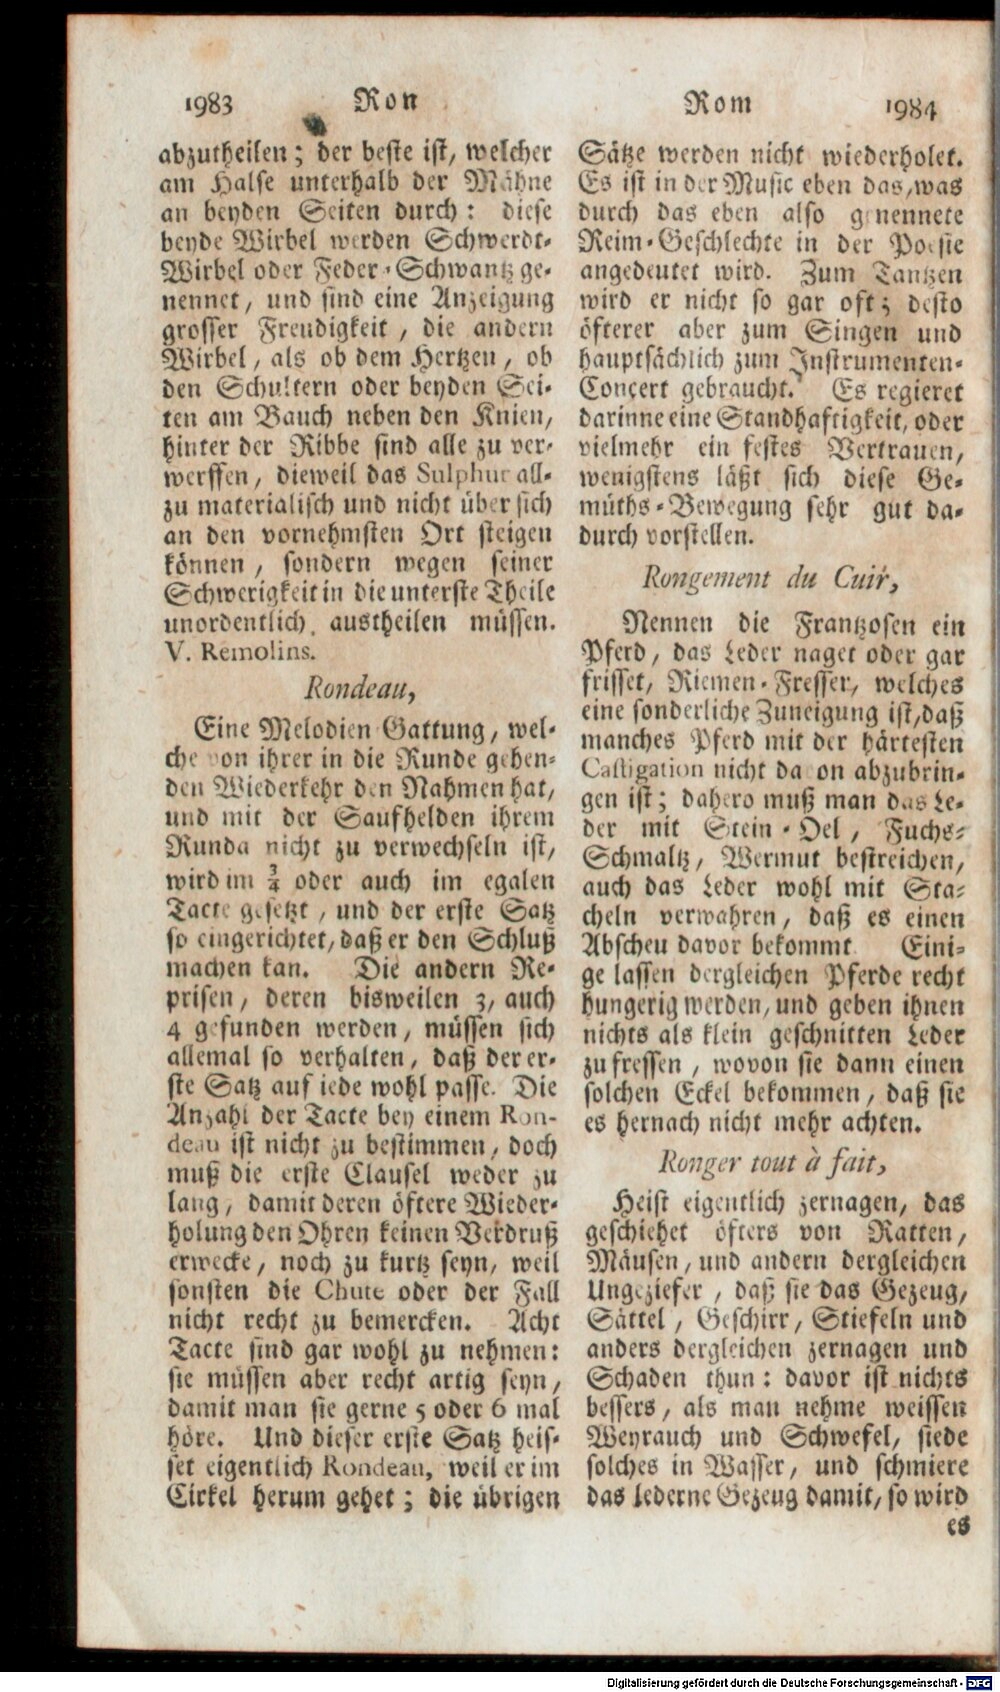 1983 Ron
abzutheilen; der beste ist, welcher
am Halse unterhalb der Mähne
an beyden Seiten durch: diese
beyde Wirbel werden Schwerdt-
Wirbel oder Feder-Schwantz ge-
nennet, und sind eine Anzeigung
grosser Freudigkeit, die andern
Wirbel, als ob dem Hertzen, ob
den Schultern oder beyden Sei-
ten am Bauch neben den Knien,
hinter der Ribbe sind alle zu ver-
werffen, dieweil das Sulphur all-
zu materialisch und nicht über sich
an den vornehmsten Ort steigen
können, sondern wegen seiner
Schwerigkeit in die unterste Theile
unordentlich austheilen müssen.
V. Remolins.
Rondeau,
Eine Melodien-Gattung, wel-
che von ihrer in die Runde gehen-
den Wiederkehr den Nahmen hat,
und mit der Saufhelden ihrem
Runda nicht zu verwechseln ist,
wird im 3/4 oder auch im egalen
Tacte gesetzt, und der erste Satz
so eingerichtet, daß er den Schluß
machen kan. Die andern Re-
prisen, deren bisweilen 3, auch
4 gefunden werden, müssen sich
allemal so verhalten, daß der er-
ste Satz auf iede wohl passe. Die
Anzahl der Tacte bey einem Ron-
deau ist nicht zu bestimmen, doch
muß die erste Clausel weder zu
lang, damit deren öftere Wieder-
holung den Ohren keinen Verdruß
erwecke, noch zu kurtz seyn, weil
sonsten die Chute oder der Fall
nicht recht zu bemercken. Acht
Tacte sind gar wohl zu nehmen:
sie müssen aber recht artig seyn,
damit man sie gerne 5 oder 6 mal
höre. Und dieser erste Satz heis-
set eigentlich Rondeau, weil er im
Cirkel herum gehet; die übrigen
Rom 1984
Sätze werden nicht wiederholet.
Es ist in der Music eben das, was
durch das eben also genennete
Reim-Geschlechte in der Poesie
angedeutet wird. Zum Tantzen
wird er nicht so gar oft; desto
öfterer aber zum Singen und
hauptsächlich zum Instrumenten-
Concert gebraucht. Es regieret
darinne eine Standhaftigkeit, oder
vielmehr ein festes Vertrauen,
wenigstens läßt sich diese Ge-
müths-Bewegung sehr gut da-
durch vorstellen.
Rongement du Cuir,
Nennen die Frantzosen ein
Pferd, das Leder naget oder gar
frisset, Riemen-Fresser, welches
eine sonderliche Zuneigung ist, daß
manches Pferd mit der härtesten
Castigation nicht davon abzubrin-
gen ist; dahero muß man das Le-
der mit Stein-Oel, Fuchs-
Schmaltz, Wermut bestreichen,
auch das Leder wohl mit Sta-
cheln verwahren, daß es einen
Abscheu davor bekommt. Eini-
ge lassen dergleichen Pferde recht
hungerig werden, und geben ihnen
nichts als klein geschnitten Leder
zu fressen, wovon sie dann einen
solchen Eckel bekommen, daß sie
es hernach nicht mehr achten.
Ronger tout à fait,
Heist eigentlich zernagen, das
geschiehet öfters von Ratten,
Mäusen, und andern dergleichen
Ungeziefer, daß sie das Gezeug,
Sättel, Geschirr, Stiefeln und
anders dergleichen zernagen und
Schaden thun: davor ist nichts
bessers, als man nehme weissen
Weyrauch und Schwefel, siede
solches in Wasser, und schmiere
das lederne Gezeug damit, so wird
es
Digitalisierung gefördert durch die Deutsche Forschungsgemeinschaft - DFG